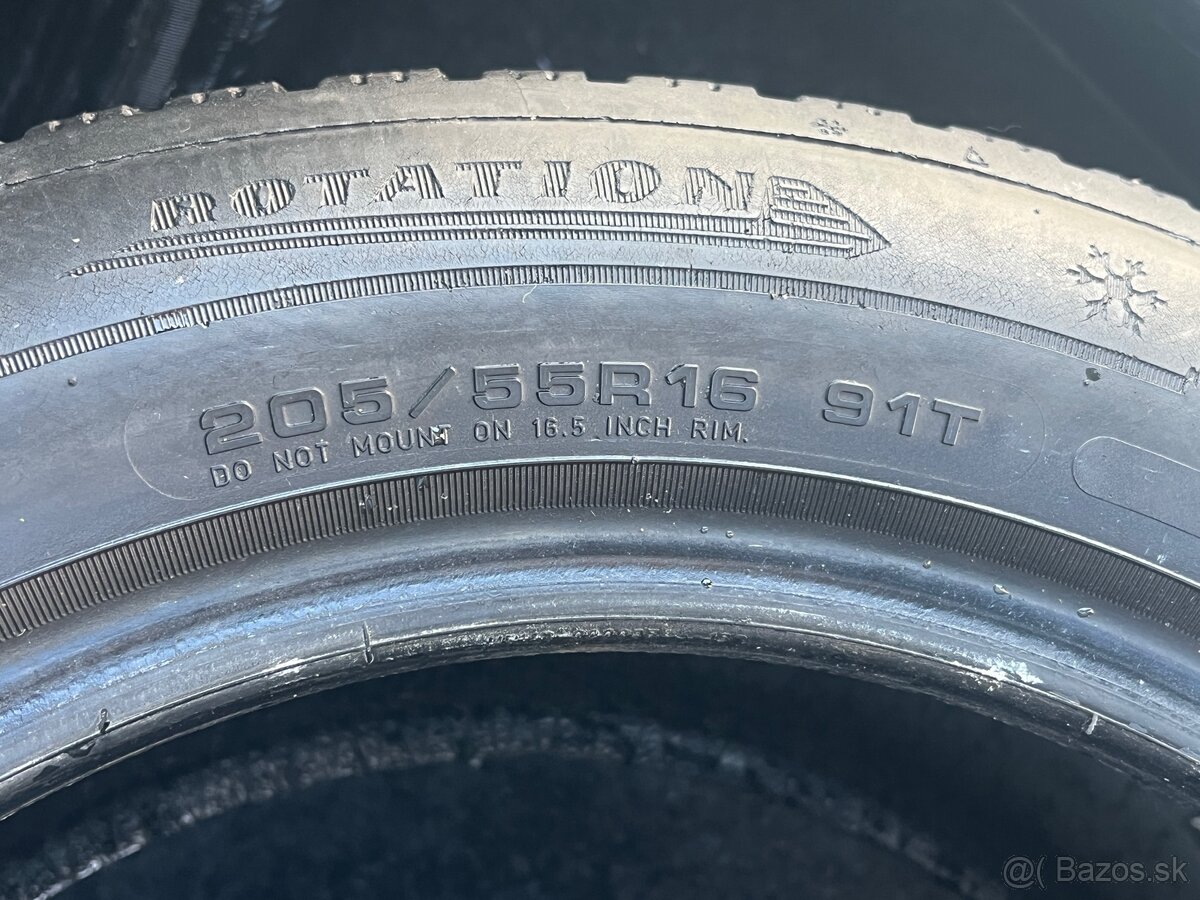 ROTATION
205/55R16 91T
DO NOT MOUNT ON 16.5 INCH RIM.
@( Bazos.sk